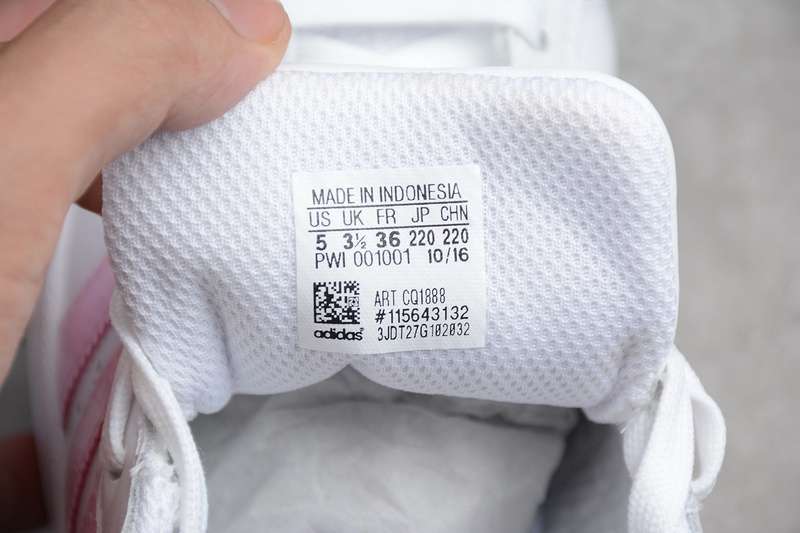 MADE IN INDONESIA
US UK FR JP CHN
5 3½ 36 220 220
PWI 001001 10/16
ART CQ1888
#115643132
adidas 3JDT27G102032